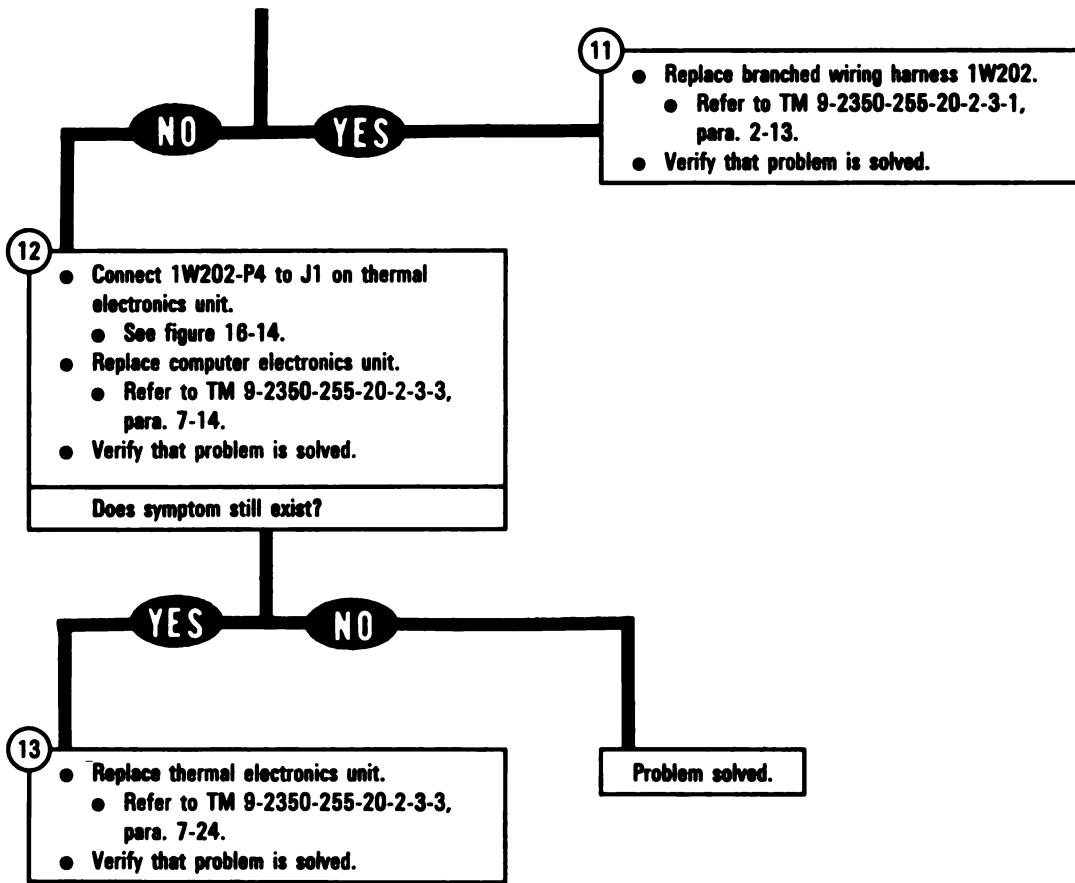 11
● Replace branched wiring harness 1W202.
● Refer to TM 9-2350-255-20-2-3-1,
para. 2-13.
● Verify that problem is solved.
NO
YES
12
● Connect 1W202-P4 to J1 on thermal
electronics unit.
● See figure 16-14.
● Replace computer electronics unit.
● Refer to TM 9-2350-255-20-2-3-3,
para. 7-14.
● Verify that problem is solved.
Does symptom still exist?
YES
NO
13
● Replace thermal electronics unit.
● Refer to TM 9-2350-255-20-2-3-3,
para. 7-24.
● Verify that problem is solved.
Problem solved.